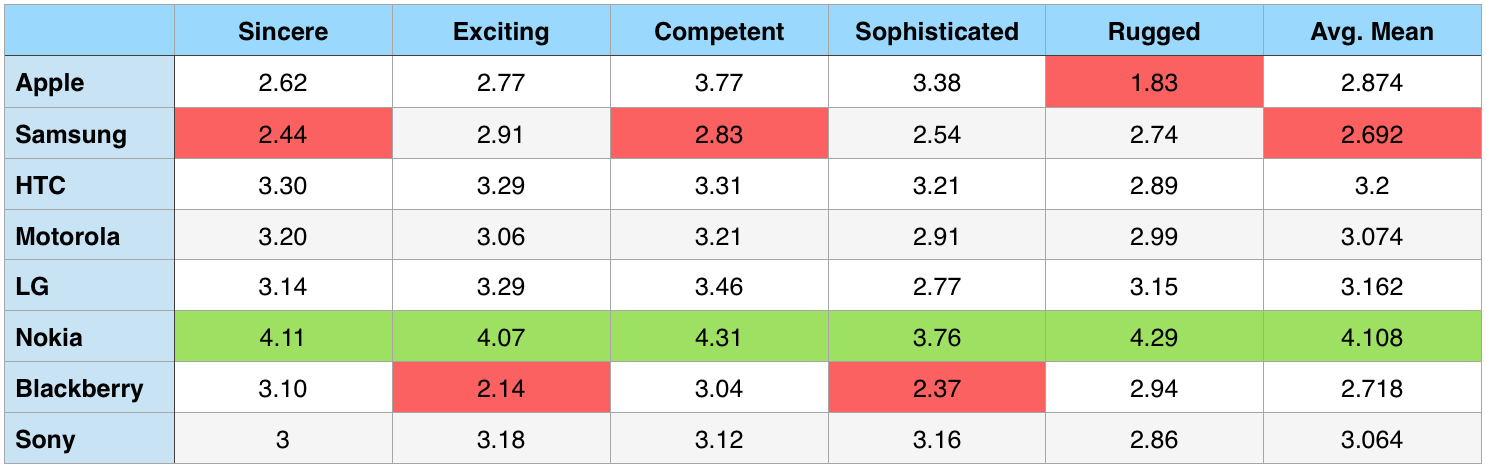 Sincere Exciting Competent Sophisticated Rugged Avg. Mean
Apple 2.62 2.77 3.77 3.38 1.83 2.874
Samsung 2.44 2.91 2.83 2.54 2.74 2.692
HTC 3.30 3.29 3.31 3.21 2.89 3.2
Motorola 3.20 3.06 3.21 2.91 2.99 3.074
LG 3.14 3.29 3.46 2.77 3.15 3.162
Nokia 4.11 4.07 4.31 3.76 4.29 4.108
Blackberry 3.10 2.14 3.04 2.37 2.94 2.718
Sony 3 3.18 3.12 3.16 2.86 3.064